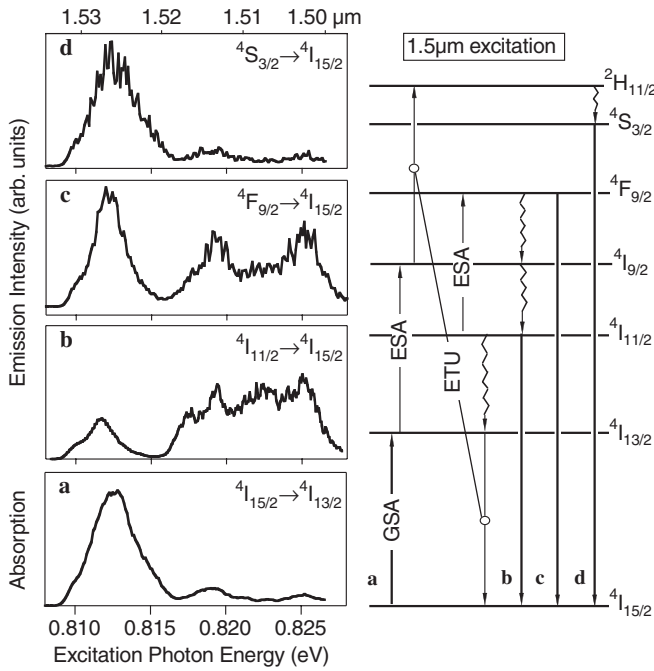 1.53 1.52 1.51 1.50 µm
d ⁴S₃/₂→⁴I₁₅/₂
c ⁴F₉/₂→⁴I₁₅/₂
b ⁴I₁₁/₂→⁴I₁₅/₂
a ⁴I₁₅/₂→⁴I₁₃/₂
Emission Intensity (arb. units)
Absorption
0.810 0.815 0.820 0.825
Excitation Photon Energy (eV)
1.5µm excitation
²H₁₁/₂
⁴S₃/₂
⁴F₉/₂
⁴I₉/₂
⁴I₁₁/₂
⁴I₁₃/₂
⁴I₁₅/₂
ESA
ESA
ETU
GSA
a b c d